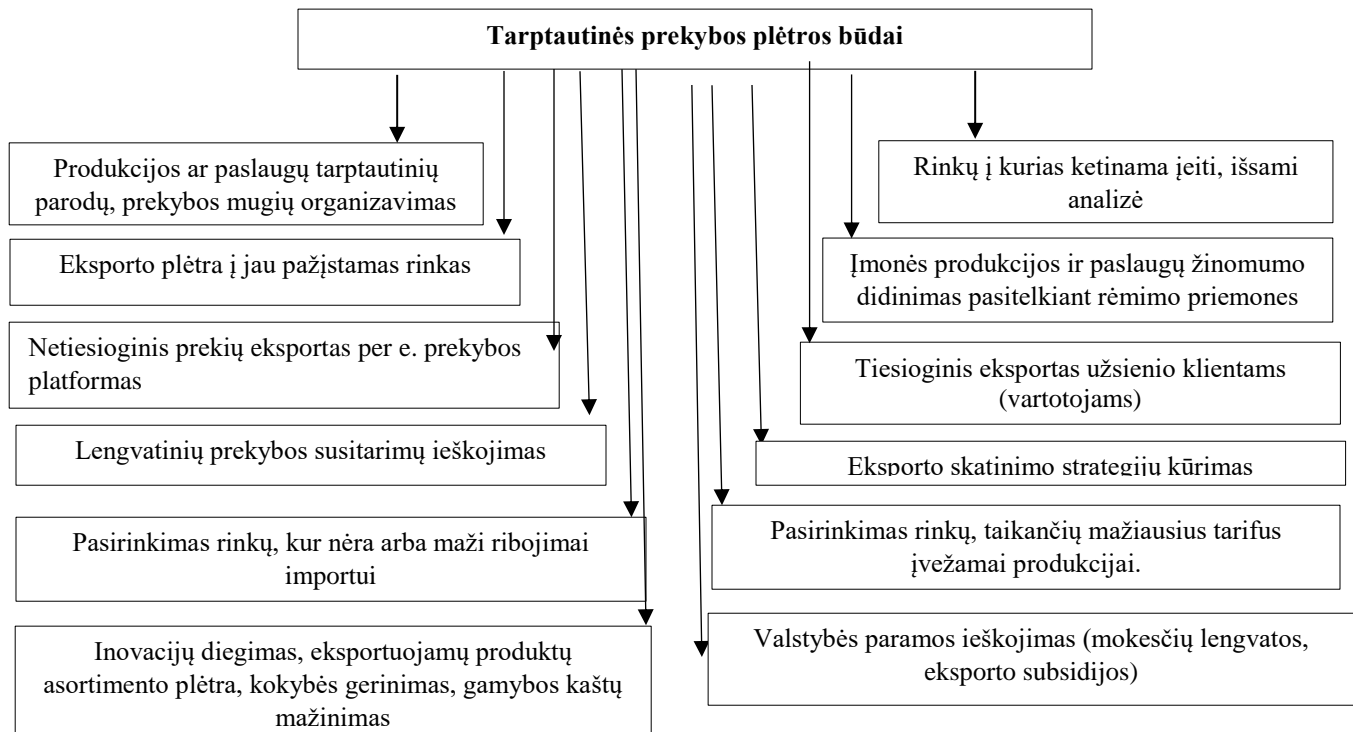 Tarptautinės prekybos plėtros būdai
Produkcijos ar paslaugų tarptautinių
parodų, prekybos mugių organizavimas
Eksporto plėtra į jau pažįstamas rinkas
Netiesioginis prekių eksportas per e. prekybos
platformas
Lengvatinių prekybos susitarimų ieškojimas
Pasirinkimas rinkų, kur nėra arba maži ribojimai
importui
Inovacijų diegimas, eksportuojamų produktų
asortimento plėtra, kokybės gerinimas, gamybos kaštų
mažinimas
Rinkų į kurias ketinama įeiti, išsami
analizė
Įmonės produkcijos ir paslaugų žinomumo
didinimas pasitelkiant rėmimo priemones
Tiesioginis eksportas užsienio klientams
(vartotojams)
Eksporto skatinimo strategijų kūrimas
Pasirinkimas rinkų, taikančių mažiausius tarifus
įvežamai produkcijai.
Valstybės paramos ieškojimas (mokesčių lengvatos,
eksporto subsidijos)